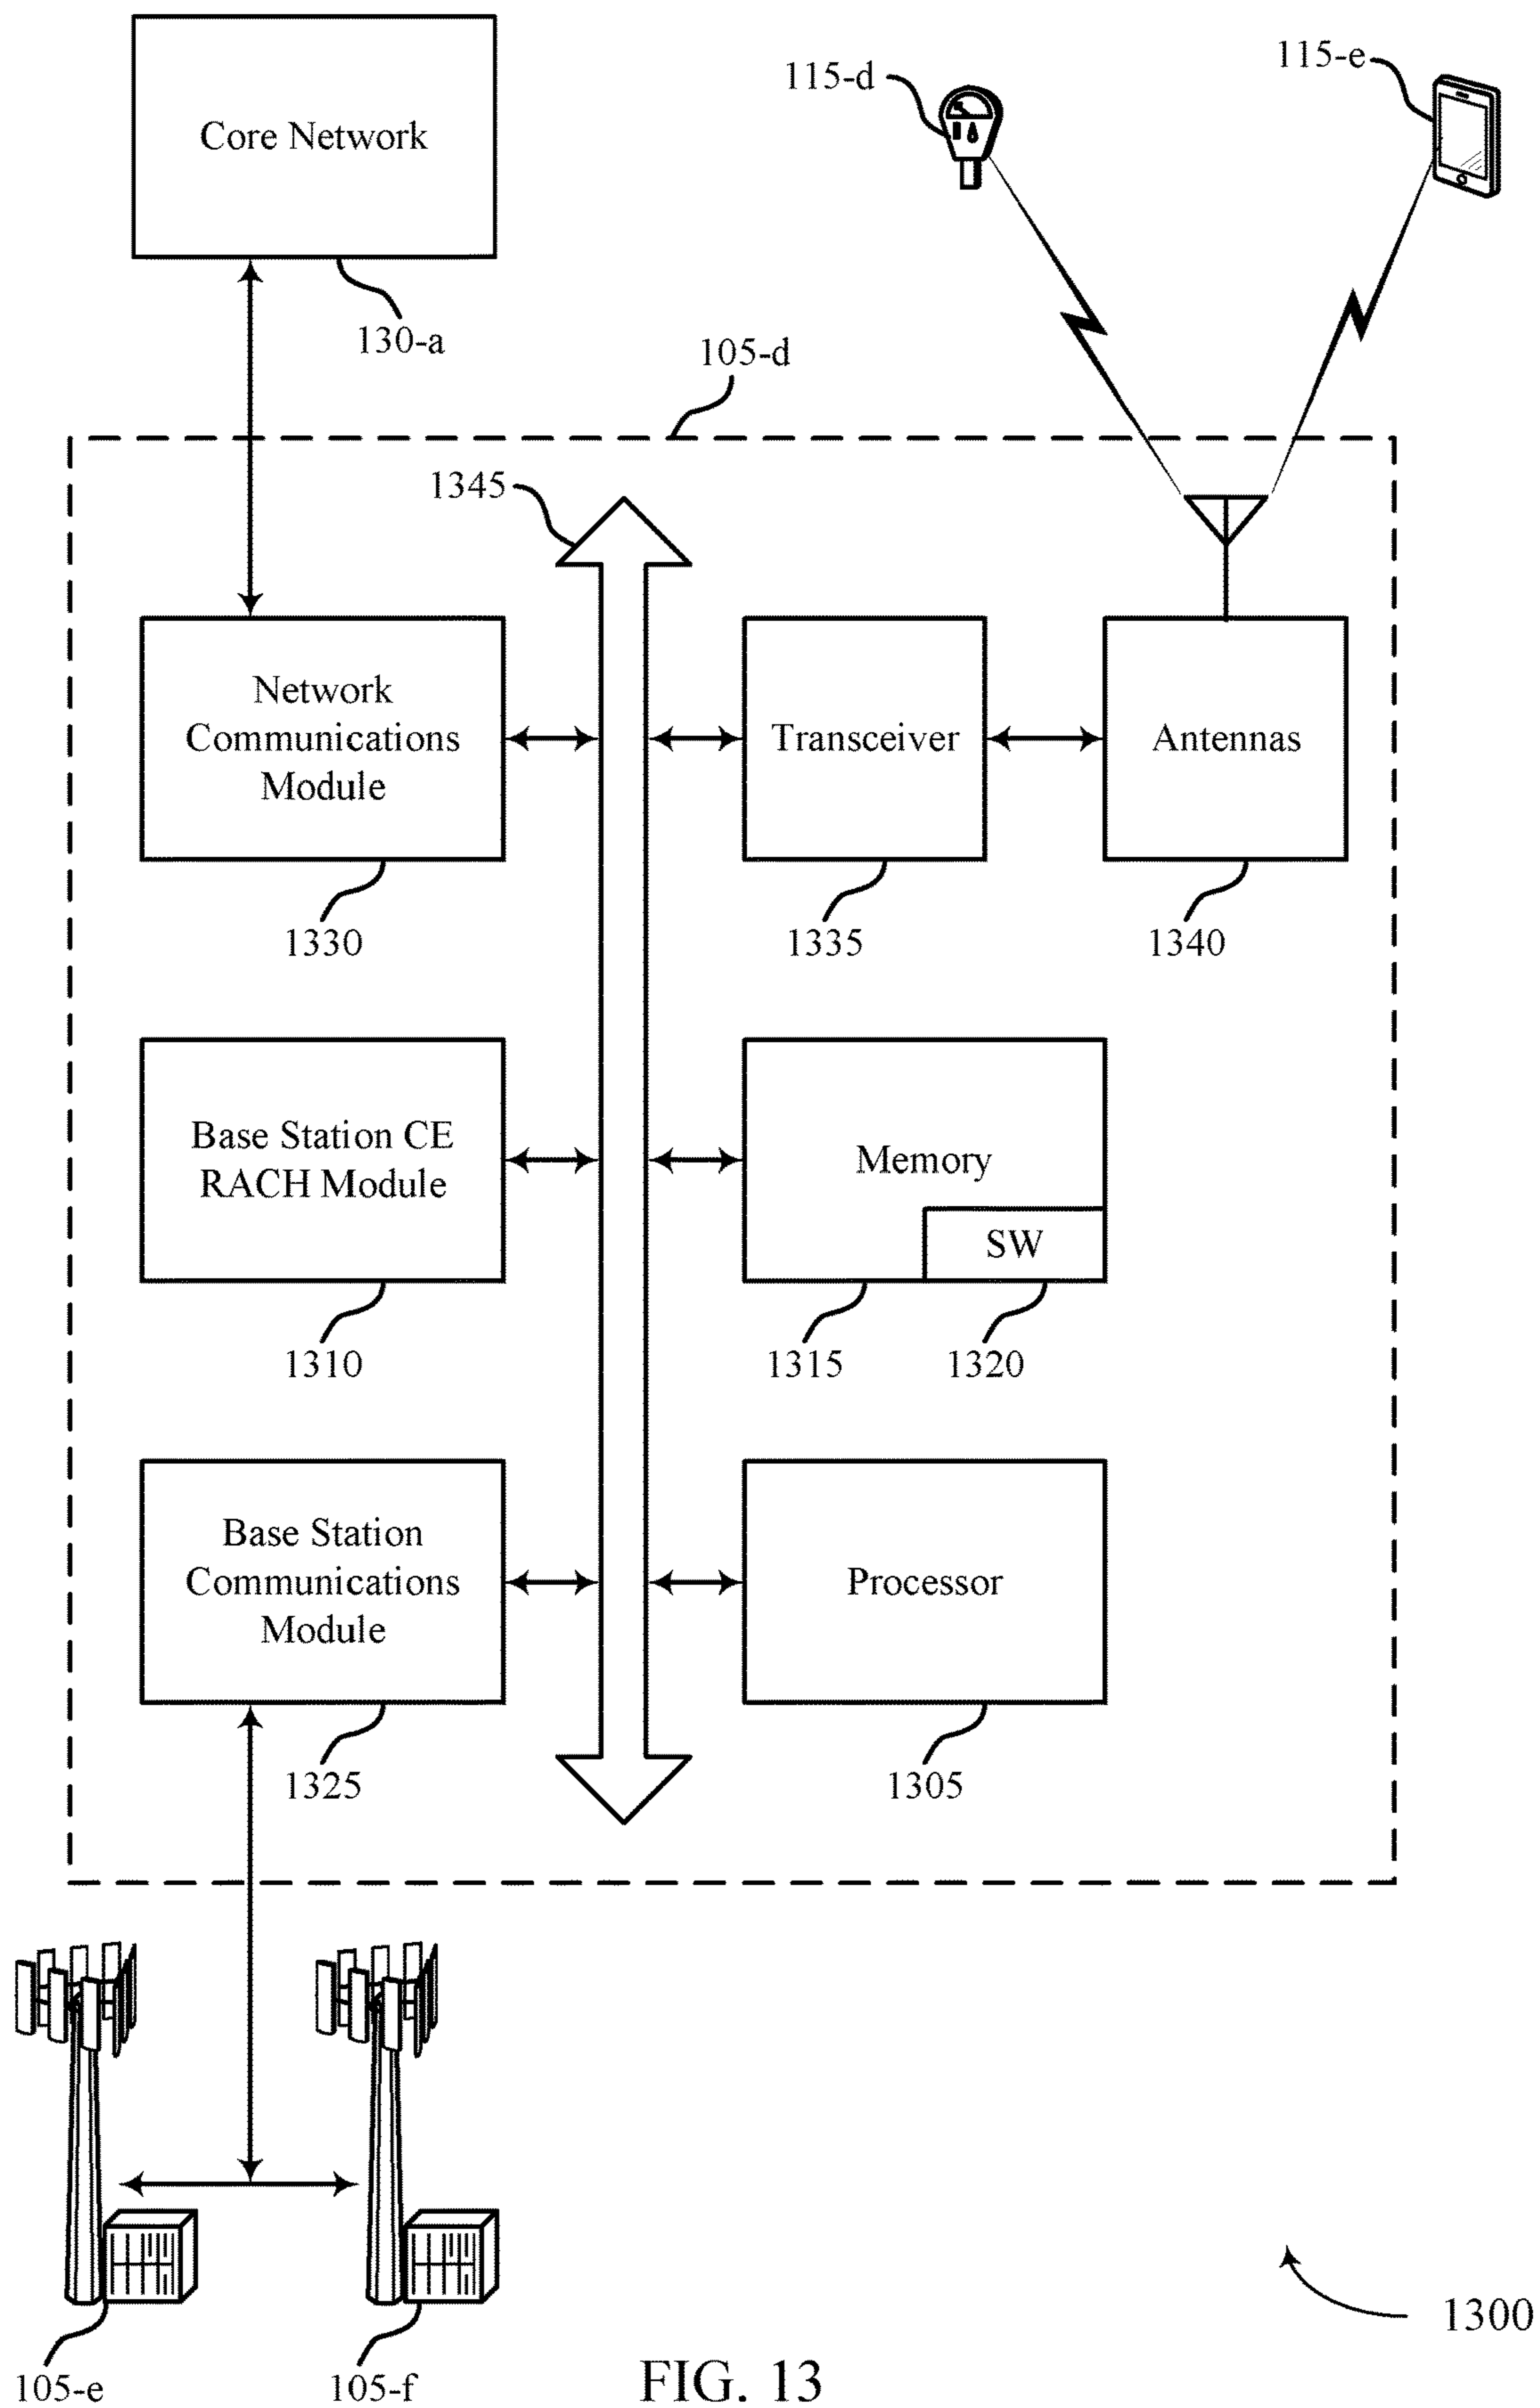 Core Network
130-a
115-d
115-e
105-d
1345
Network
Communications
Module
1330
Transceiver
1335
Antennas
1340
Base Station CE
RACH Module
1310
Memory
SW
1315
1320
Base Station
Communications
Module
1325
Processor
1305
105-e
105-f
1300
FIG. 13